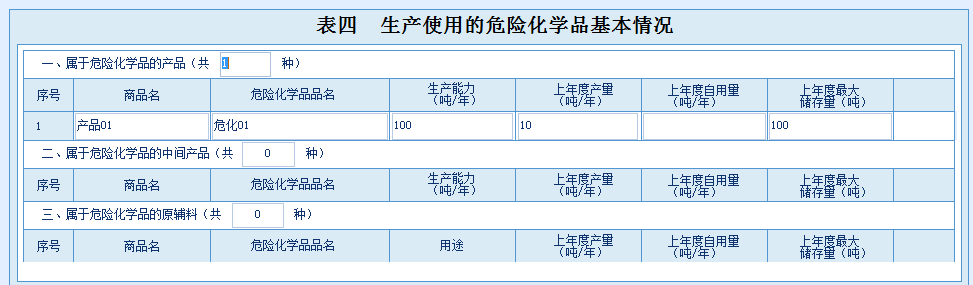 表四 生产使用的危险化学品基本情况
一、属于危险化学品的产品（共 1 种）
序号 商品名 危险化学品品名 生产能力（吨/年） 上年度产量（吨/年） 上年度自用量（吨/年） 上年度最大储存量（吨）
1 产品01 危化01 100 10 100
二、属于危险化学品的中间产品（共 0 种）
序号 商品名 危险化学品品名 生产能力（吨/年） 上年度产量（吨/年） 上年度自用量（吨/年） 上年度最大储存量（吨）
三、属于危险化学品的原辅料（共 0 种）
序号 商品名 危险化学品品名 用途 上年度产量（吨/年） 上年度自用量（吨/年） 上年度最大储存量（吨）